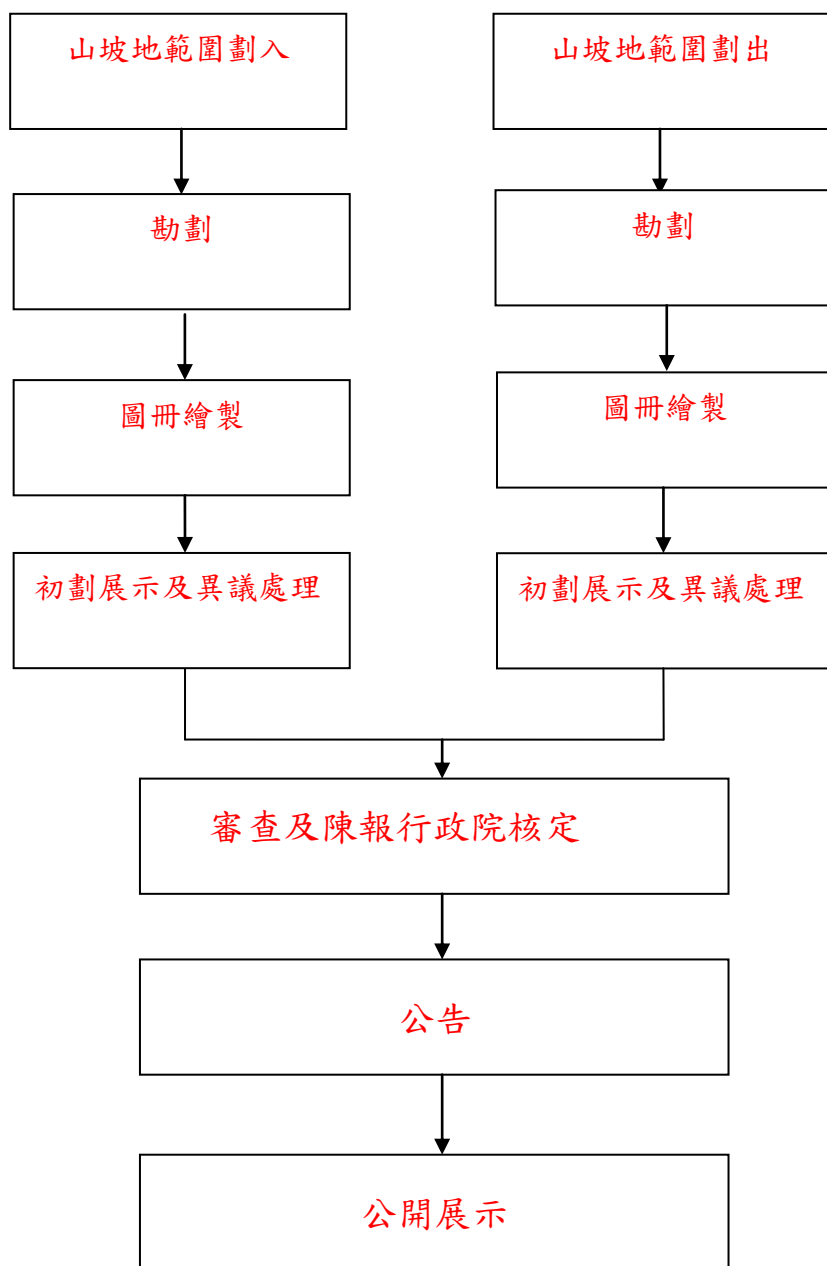 山坡地範圍劃入
山坡地範圍劃出
勘劃
勘劃
圖冊繪製
圖冊繪製
初劃展示及異議處理
初劃展示及異議處理
審查及陳報行政院核定
公告
公開展示